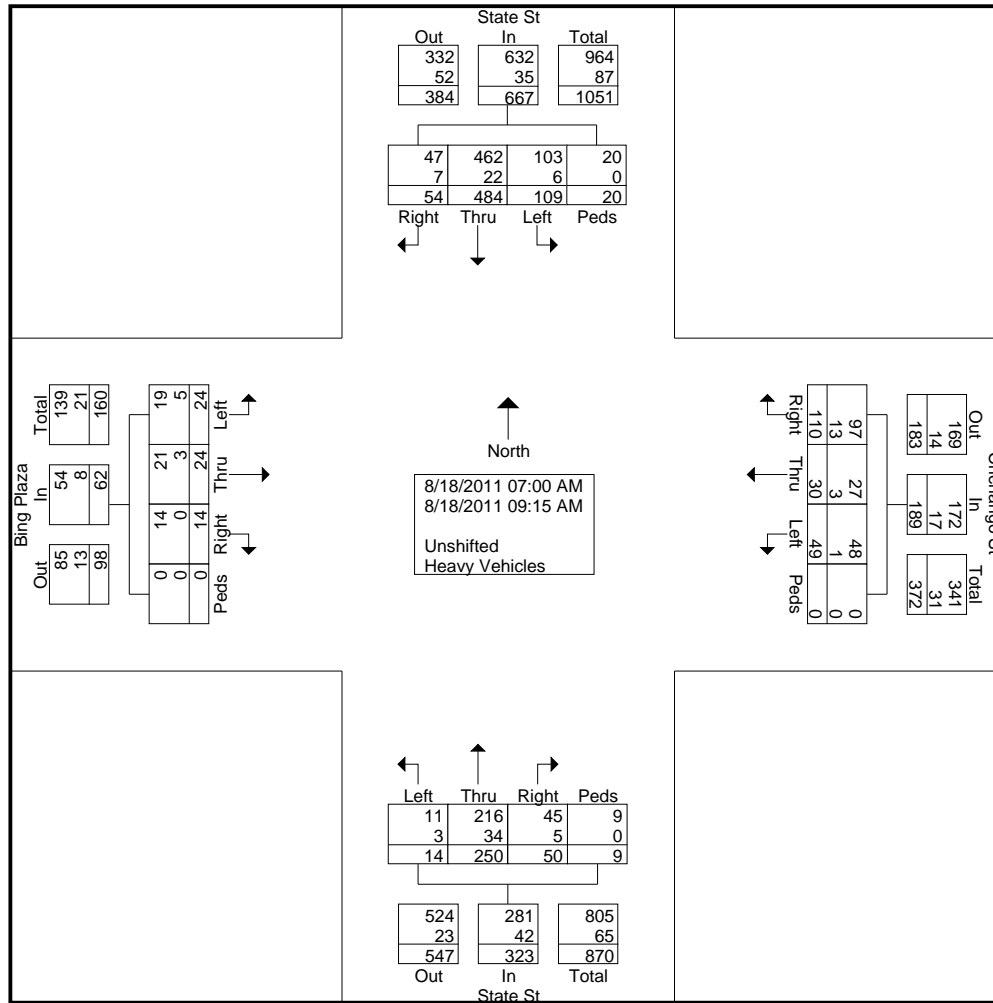 State St
Out In Total
332 632 964
52 35 87
384 667 1051
47 462 103 20
7 22 6 0
54 484 109 20
Right Thru Left Peds
Bing Plaza
Total In Out
139 54 85
21 8 13
160 62 98
19 21 14 0
5 3 0 0
24 24 14 0
Left Thru Right Peds
North
8/18/2011 07:00 AM
8/18/2011 09:15 AM
Unshifted
Heavy Vehicles
Out In Total
169 172 341
14 17 31
183 189 372
97 27 48 0
13 3 1 0
110 30 49 0
Right Thru Left Peds
Left Thru Right Peds
11 216 45 9
3 34 5 0
14 250 50 9
524 281 805
23 42 65
547 323 870
Out In Total
State St